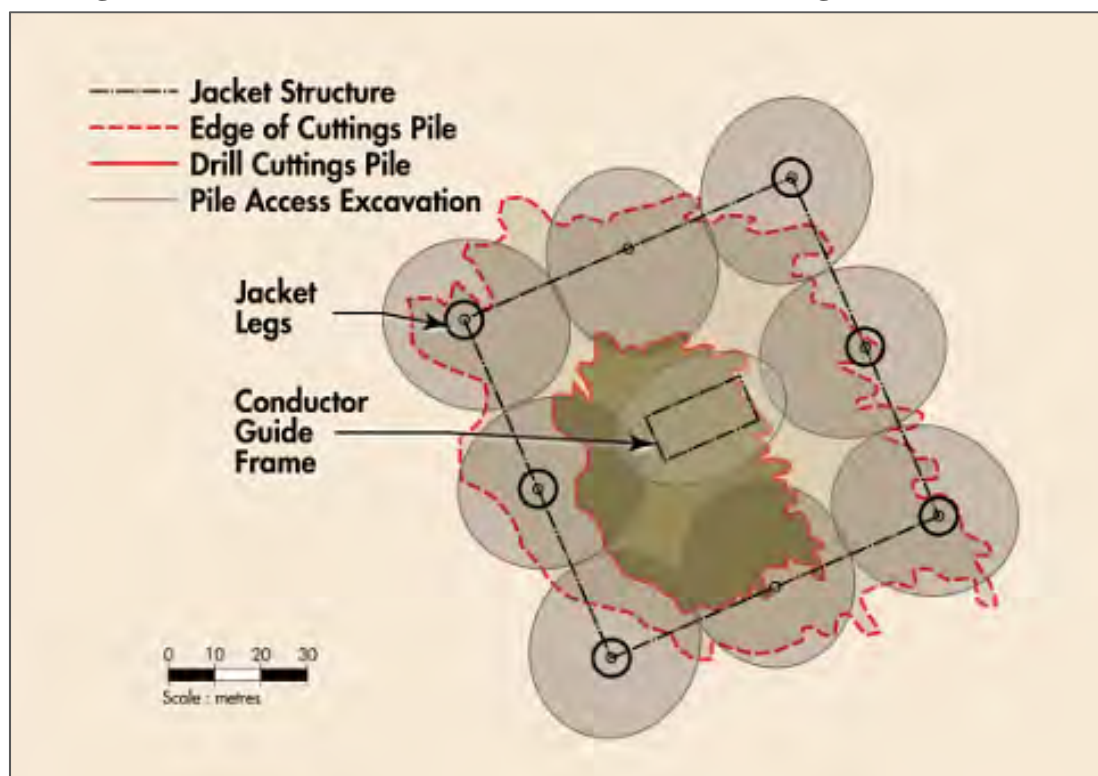 Jacket Structure
Edge of Cuttings Pile
Drill Cuttings Pile
Pile Access Excavation
Jacket
Legs
Conductor
Guide
Frame
0 10 20 30
Scale : metres